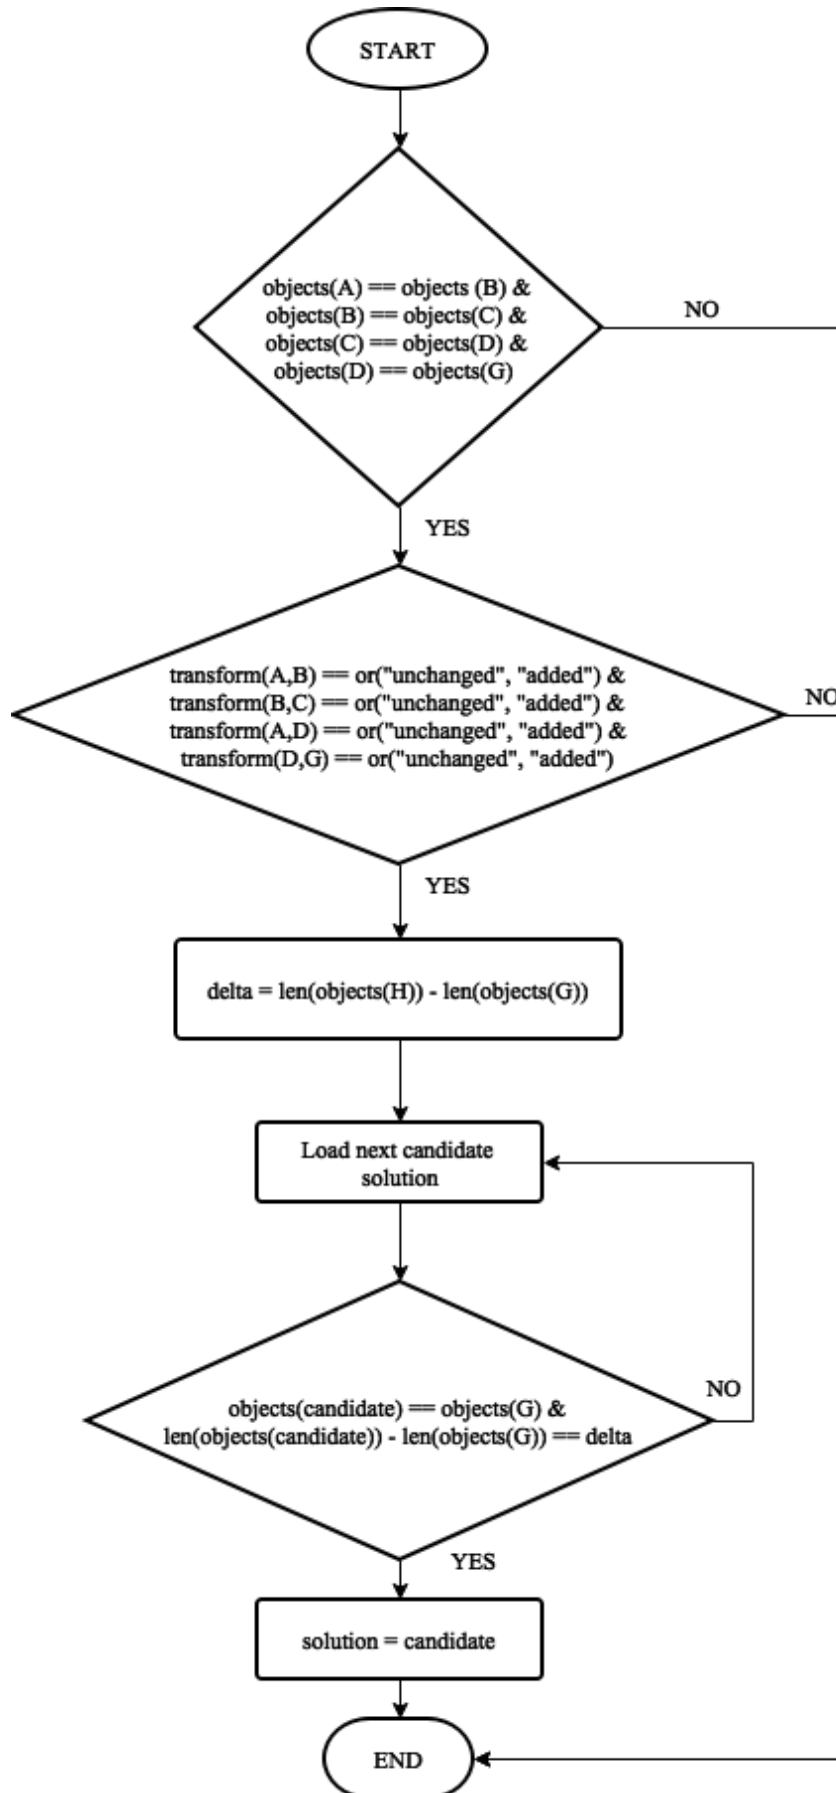 START
objects(A) == objects (B) &
objects(B) == objects(C) &
objects(C) == objects(D) &
objects(D) == objects(G)
NO
YES
transform(A,B) == or("unchanged", "added") &
transform(B,C) == or("unchanged", "added") &
transform(A,D) == or("unchanged", "added") &
transform(D,G) == or("unchanged", "added")
NO
YES
delta = len(objects(H)) - len(objects(G))
Load next candidate
solution
objects(candidate) == objects(G) &
len(objects(candidate)) - len(objects(G)) == delta
NO
YES
solution = candidate
END